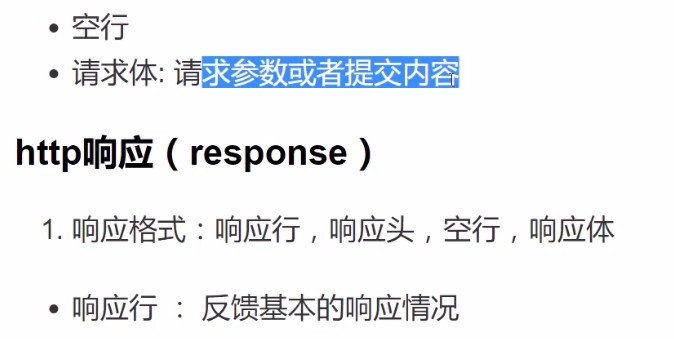 • 空行
• 请求体: 请求参数或者提交内容
http响应（response）
1. 响应格式：响应行，响应头，空行，响应体
• 响应行 ： 反馈基本的响应情况